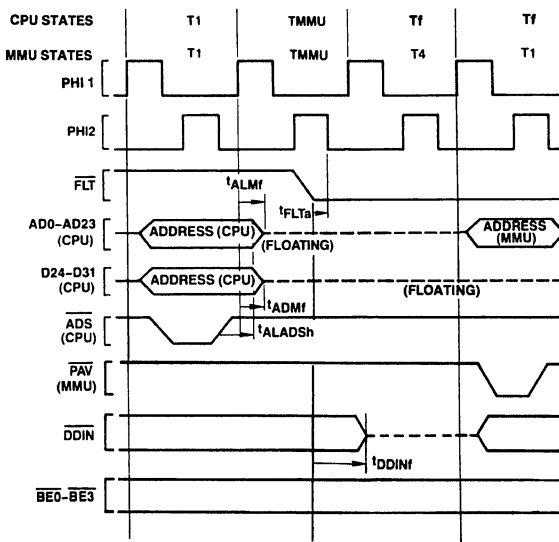 CPU STATES T1 TMMU Tf Tf
MMU STATES T1 TMMU T4 T1
PHI 1
PHI2
FLT
tALMf
tFLTa
AD0–AD23 (CPU)
ADDRESS (CPU)
(FLOATING)
ADDRESS (MMU)
D24–D31 (CPU)
ADDRESS (CPU)
(FLOATING)
tADMf
ADS (CPU)
tALADSh
PAV (MMU)
DDIN
tDDINf
BE0–BE3